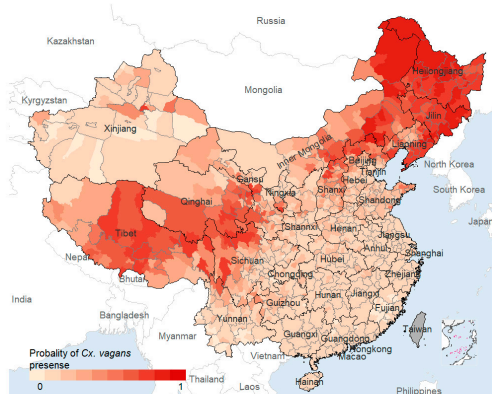 Russia
Kazakhstan
Mongolia
Heilongjiang
Kyrgyzstan
Jilin
Xinjiang
Liaoning
Inner Mongolia
Beijing
North Korea
Tianjin
Gansu
Hebei
Ningxia
Shanxi
South Korea
Qinghai
Shandong
Japan
Shannxi
Henan
Jiangsu
Tibet
Anhui
Shanghai
Nepal
Sichuan
Hubei
Chongding
Zhejiang
Bhutan
Hunan
Jiangxi
India
Guizhou
Fujian
Bangladesh
Yunnan
Taiwan
Guangxi
Guangdong
Myanmar
Hongkong
Macao
Probality of Cx. vagans
presense
Vietnam
0
1
Hainan
Thailand
Laos
Philippines